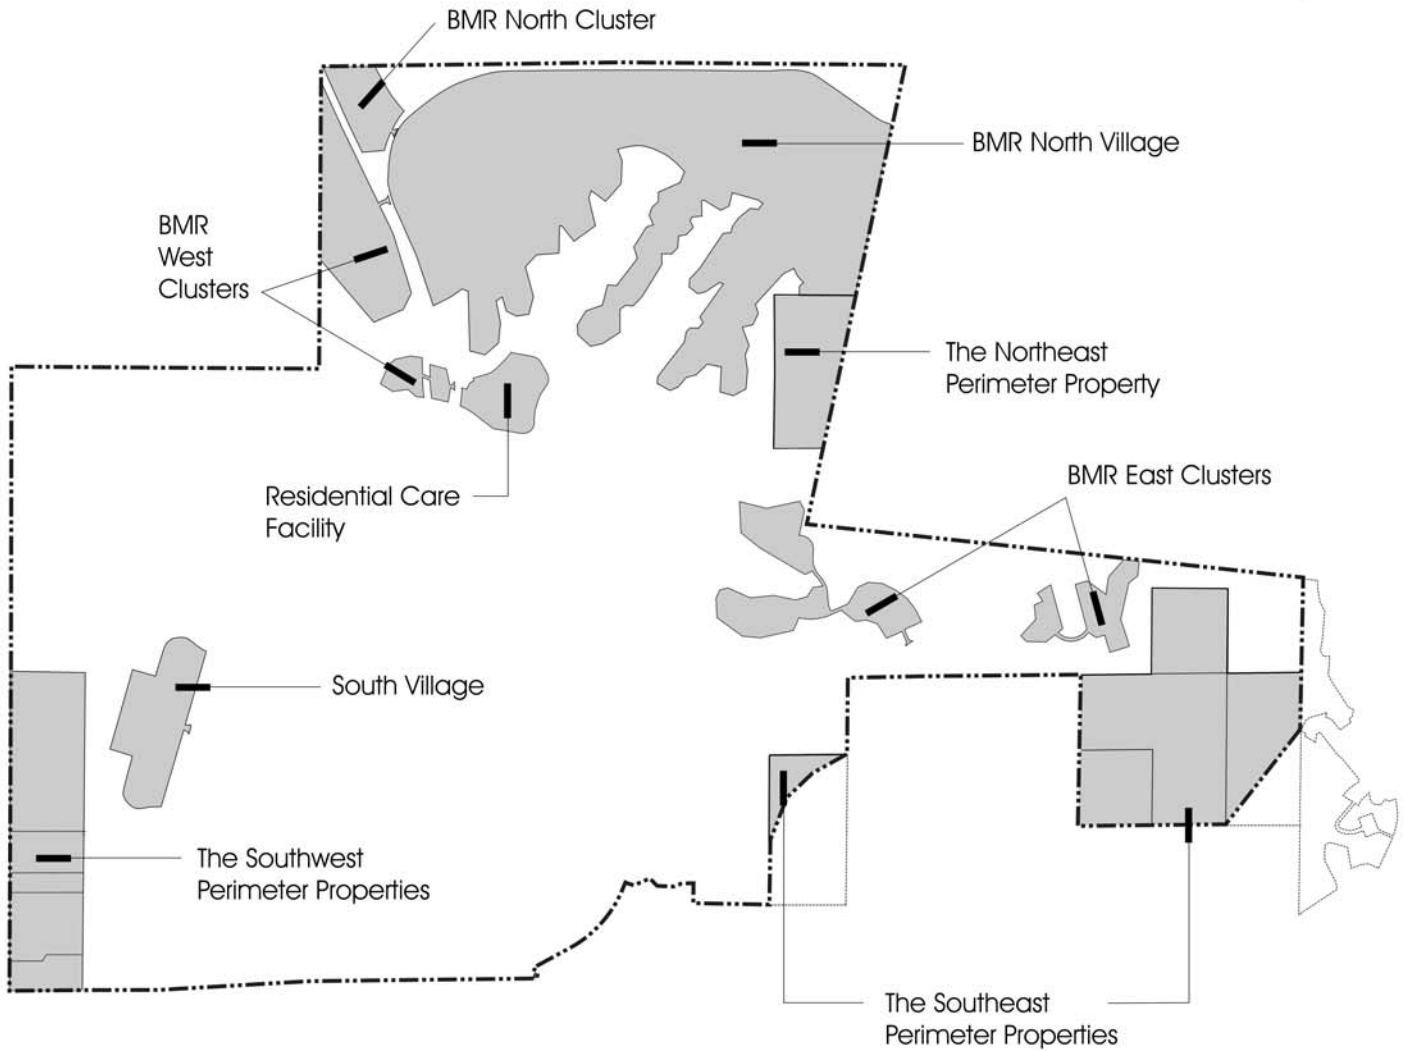 BMR North Cluster
BMR North Village
BMR
West
Clusters
The Northeast
Perimeter Property
BMR East Clusters
Residential Care
Facility
South Village
The Southwest
Perimeter Properties
The Southeast
Perimeter Properties